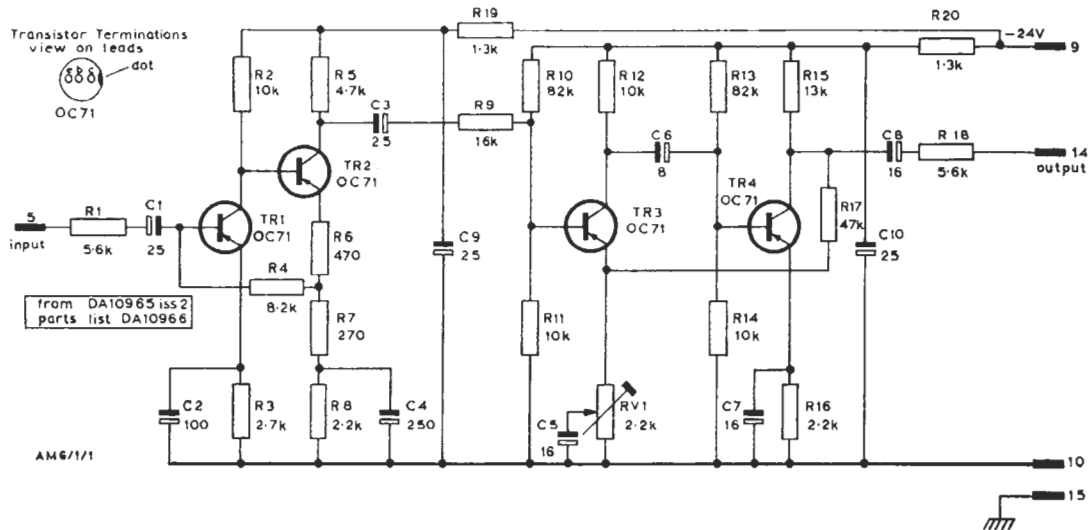 Transistor Terminations
view on leads
dot
OC71
R19
1·3k
R20
1·3k
-24V
9
R2
10k
R5
4·7k
C3
25
R9
16k
R10
82k
R12
10k
R13
82k
R15
13k
C6
8
C8
16
R18
5·6k
14
output
TR2
OC71
5
input
R1
5·6k
C1
25
TR1
OC71
R6
470
C9
25
TR3
OC71
TR4
OC71
R17
47k
C10
25
R4
8·2k
from DA10965 iss 2
parts list DA10966
R7
270
R11
10k
R14
10k
C2
100
R3
2·7k
R8
2·2k
C4
250
C5
16
RV1
2·2k
C7
16
R16
2·2k
AM6/1/1
10
15